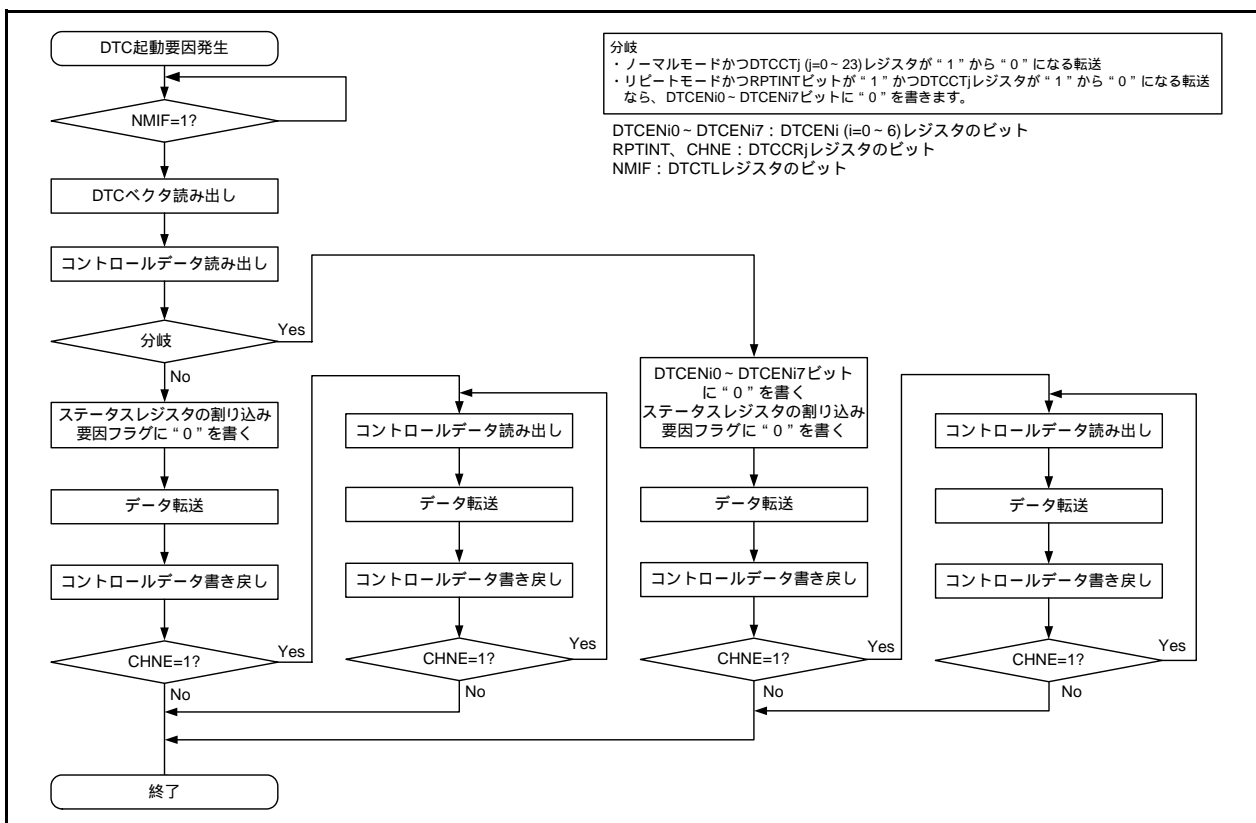 DTC起動要因発生
NMIF=1?
DTCベクタ読み出し
コントロールデータ読み出し
分岐
Yes
No
ステータスレジスタの割り込み
要因フラグに“0”を書く
データ転送
コントロールデータ書き戻し
CHNE=1?
Yes
No
終了
コントロールデータ読み出し
データ転送
コントロールデータ書き戻し
CHNE=1?
Yes
No
分岐
・ノーマルモードかつDTCCTj (j=0~23)レジスタが“1”から“0”になる転送
・リピートモードかつRPTINTビットが“1”かつDTCCTjレジスタが“1”から“0”になる転送
なら、DTCENi0~DTCENi7ビットに“0”を書きます。
DTCENi0~DTCENi7:DTCENi (i=0~6)レジスタのビット
RPTINT、CHNE:DTCCRjレジスタのビット
NMIF:DTCTLレジスタのビット
DTCENi0~DTCENi7ビット
に“0”を書く
ステータスレジスタの割り込み
要因フラグに“0”を書く
データ転送
コントロールデータ書き戻し
CHNE=1?
Yes
No
コントロールデータ読み出し
データ転送
コントロールデータ書き戻し
CHNE=1?
Yes
No